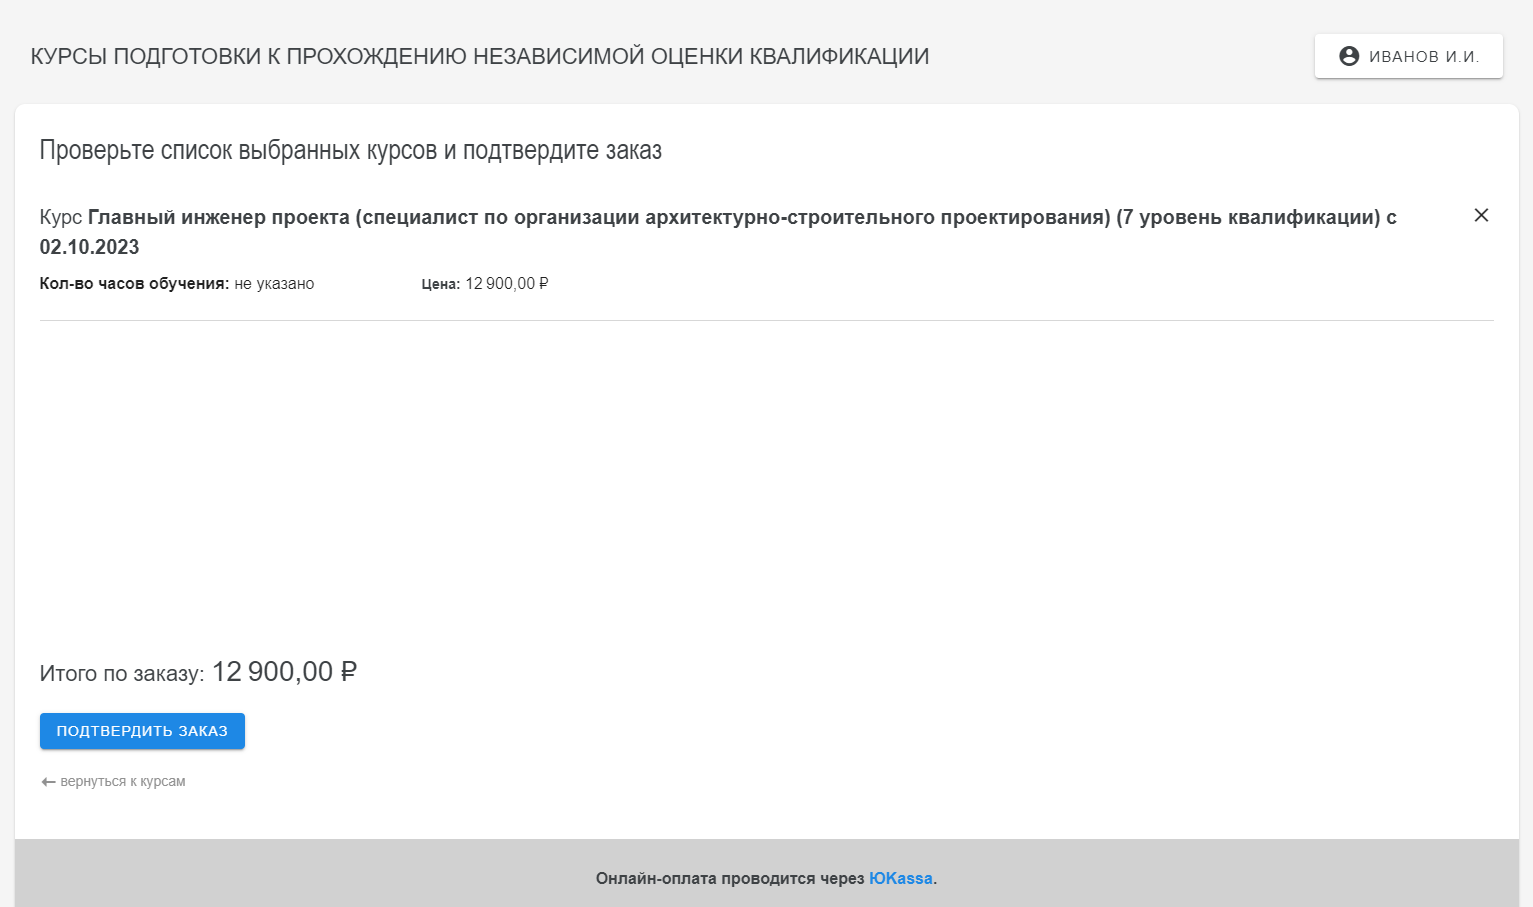 КУРСЫ ПОДГОТОВКИ К ПРОХОЖДЕНИЮ НЕЗАВИСИМОЙ ОЦЕНКИ КВАЛИФИКАЦИИ
ИВАНОВ И.И.
Проверьте список выбранных курсов и подтвердите заказ
Курс Главный инженер проекта (специалист по организации архитектурно-строительного проектирования) (7 уровень квалификации) с
02.10.2023
Кол-во часов обучения: не указано
Цена: 12 900,00 ₽
Итого по заказу: 12 900,00 ₽
ПОДТВЕРДИТЬ ЗАКАЗ
вернуться к курсам
Онлайн-оплата проводится через ЮKassa.